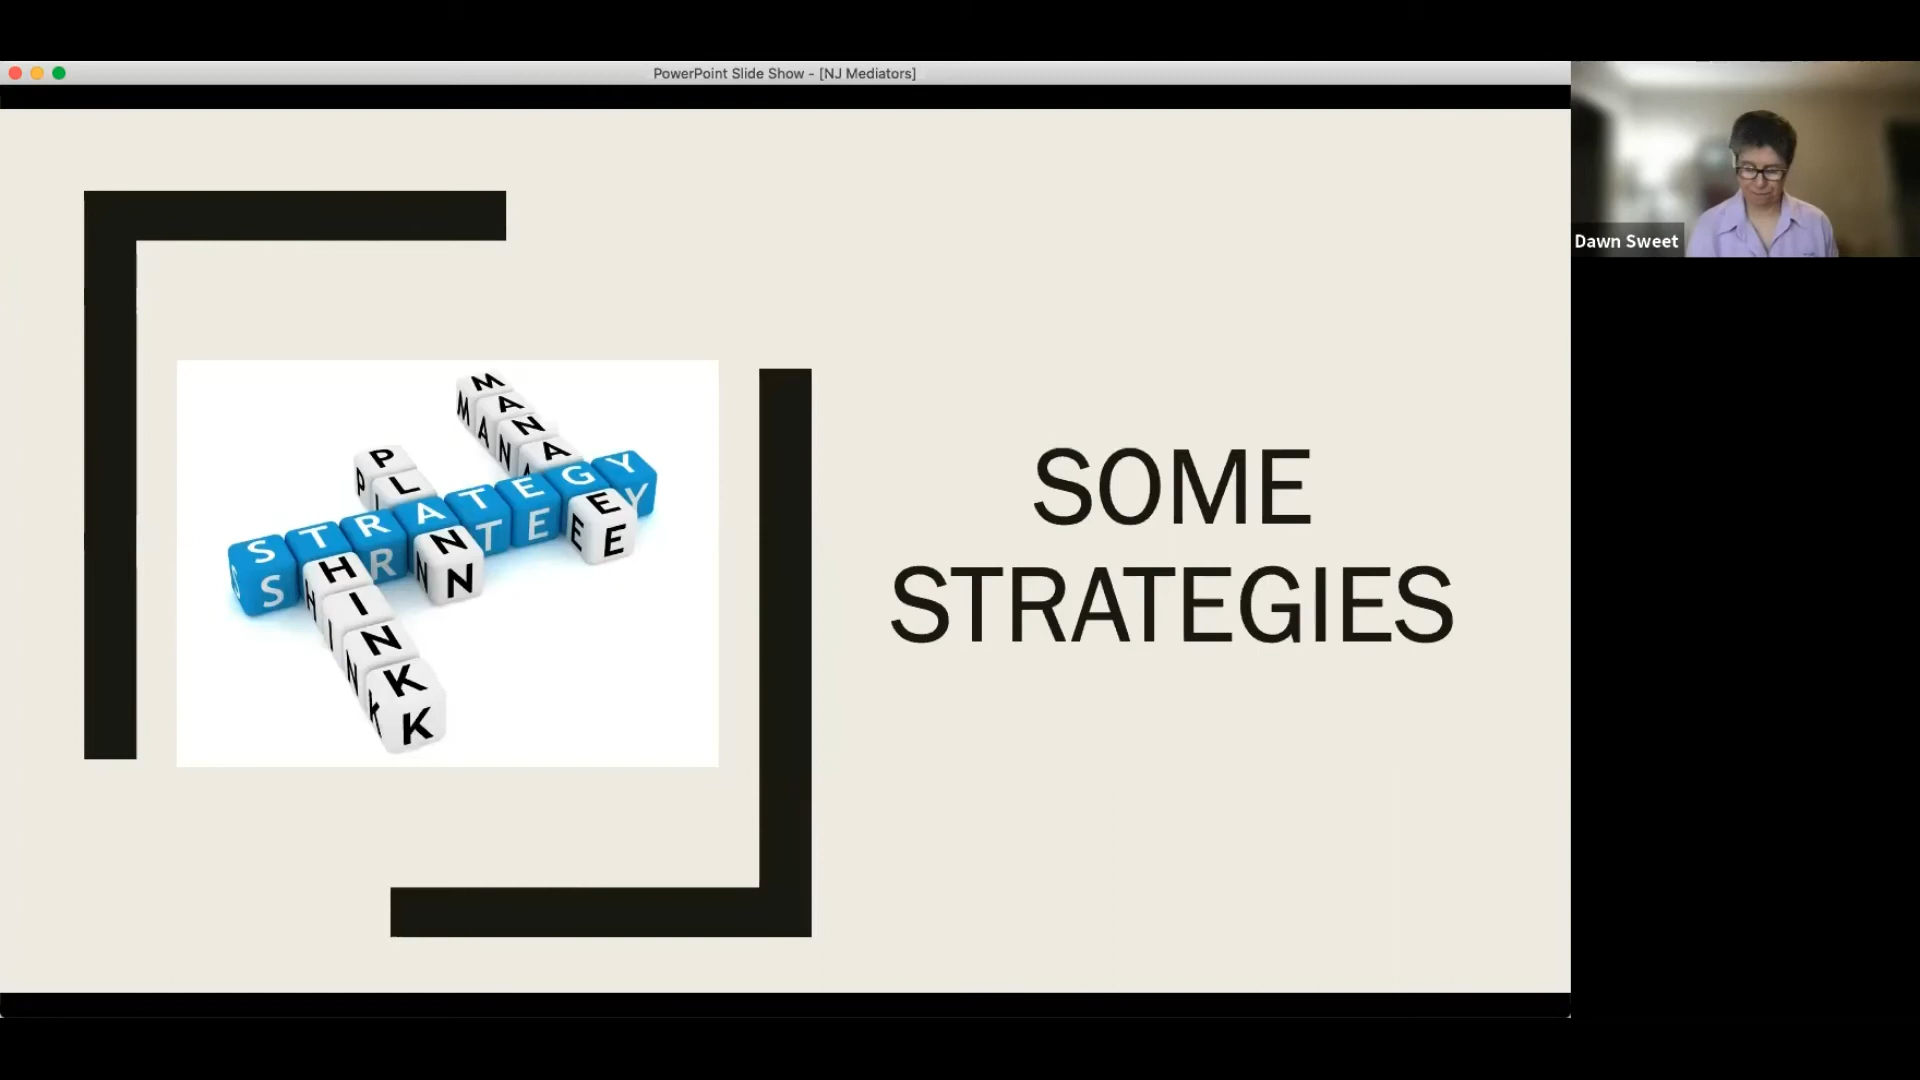 PowerPoint Slide Show - [NJ Mediators]
Dawn Sweet
MANAGE
PLAN
STRATEGY
THINK
SOME
STRATEGIES